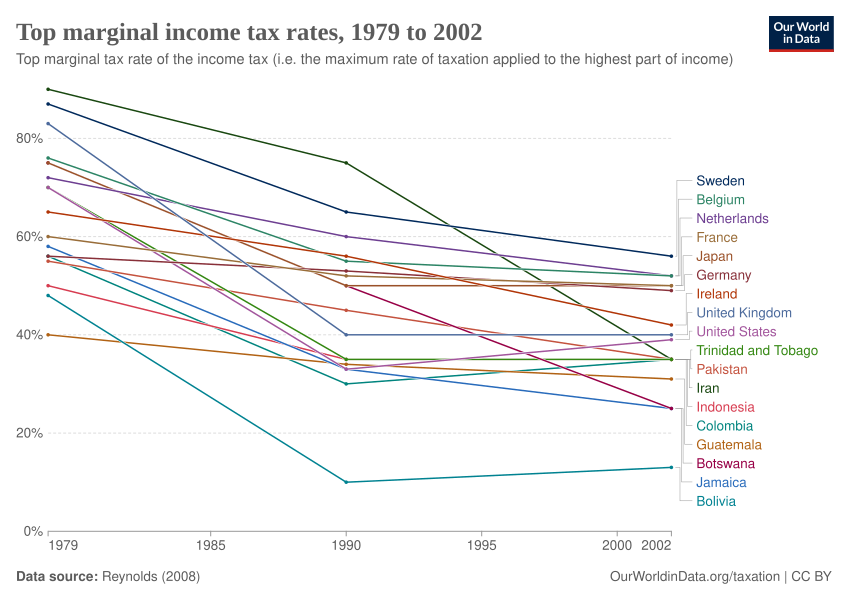 Top marginal income tax rates, 1979 to 2002
Top marginal tax rate of the income tax (i.e. the maximum rate of taxation applied to the highest part of income)
Our World
in Data
80%
60%
40%
20%
0%
Sweden
Belgium
Netherlands
France
Japan
Germany
Ireland
United Kingdom
United States
Trinidad and Tobago
Pakistan
Iran
Indonesia
Colombia
Guatemala
Botswana
Jamaica
Bolivia
1979 1985 1990 1995 2000 2002
Data source: Reynolds (2008)
OurWorldinData.org/taxation | CC BY